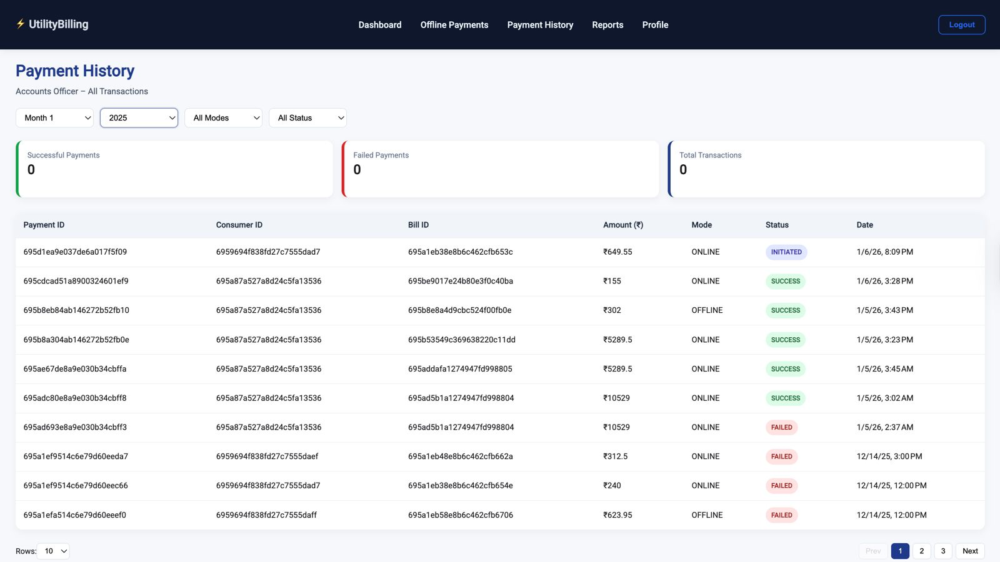 ⚡ UtilityBilling
Dashboard Offline Payments Payment History Reports Profile
Logout
Payment History
Accounts Officer – All Transactions
Month 1 2025 All Modes All Status
Successful Payments
0
Failed Payments
0
Total Transactions
0
Payment ID Consumer ID Bill ID Amount (₹) Mode Status Date
695d1ea9e037de6a017f5f09 6959694f838fd27c7555dad7 695a1eb38e8b6c462cfb653c ₹649.55 ONLINE INITIATED 1/6/26, 8:09 PM
695cdcad51a8900324601ef9 695a87a527a8d24c5fa13536 695be9017e24b80e3f0c40ba ₹155 ONLINE SUCCESS 1/6/26, 3:28 PM
695b8eb84ab146272b52fb10 695a87a527a8d24c5fa13536 695b8e8a4d9cbc524f00fb0e ₹302 OFFLINE SUCCESS 1/5/26, 3:43 PM
695b8a304ab146272b52fb0e 695a87a527a8d24c5fa13536 695b53549c369638220c11dd ₹5289.5 ONLINE SUCCESS 1/5/26, 3:23 PM
695ae67de8a9e030b34cbffa 695a87a527a8d24c5fa13536 695addafa1274947fd998805 ₹5289.5 ONLINE SUCCESS 1/5/26, 3:45 AM
695adc80e8a9e030b34cbff8 695a87a527a8d24c5fa13536 695ad5b1a1274947fd998804 ₹10529 ONLINE SUCCESS 1/5/26, 3:02 AM
695ad693e8a9e030b34cbff3 695a87a527a8d24c5fa13536 695ad5b1a1274947fd998804 ₹10529 ONLINE FAILED 1/5/26, 2:37 AM
695a1ef9514c6e79d60eeda7 6959694f838fd27c7555daef 695a1eb48e8b6c462cfb662a ₹312.5 ONLINE FAILED 12/14/25, 3:00 PM
695a1ef9514c6e79d60eec66 6959694f838fd27c7555dad7 695a1eb38e8b6c462cfb654e ₹240 ONLINE FAILED 12/14/25, 12:00 PM
695a1efa514c6e79d60eeef0 6959694f838fd27c7555daff 695a1eb58e8b6c462cfb6706 ₹623.95 OFFLINE FAILED 12/14/25, 12:00 PM
Rows: 10 Prev 1 2 3 Next